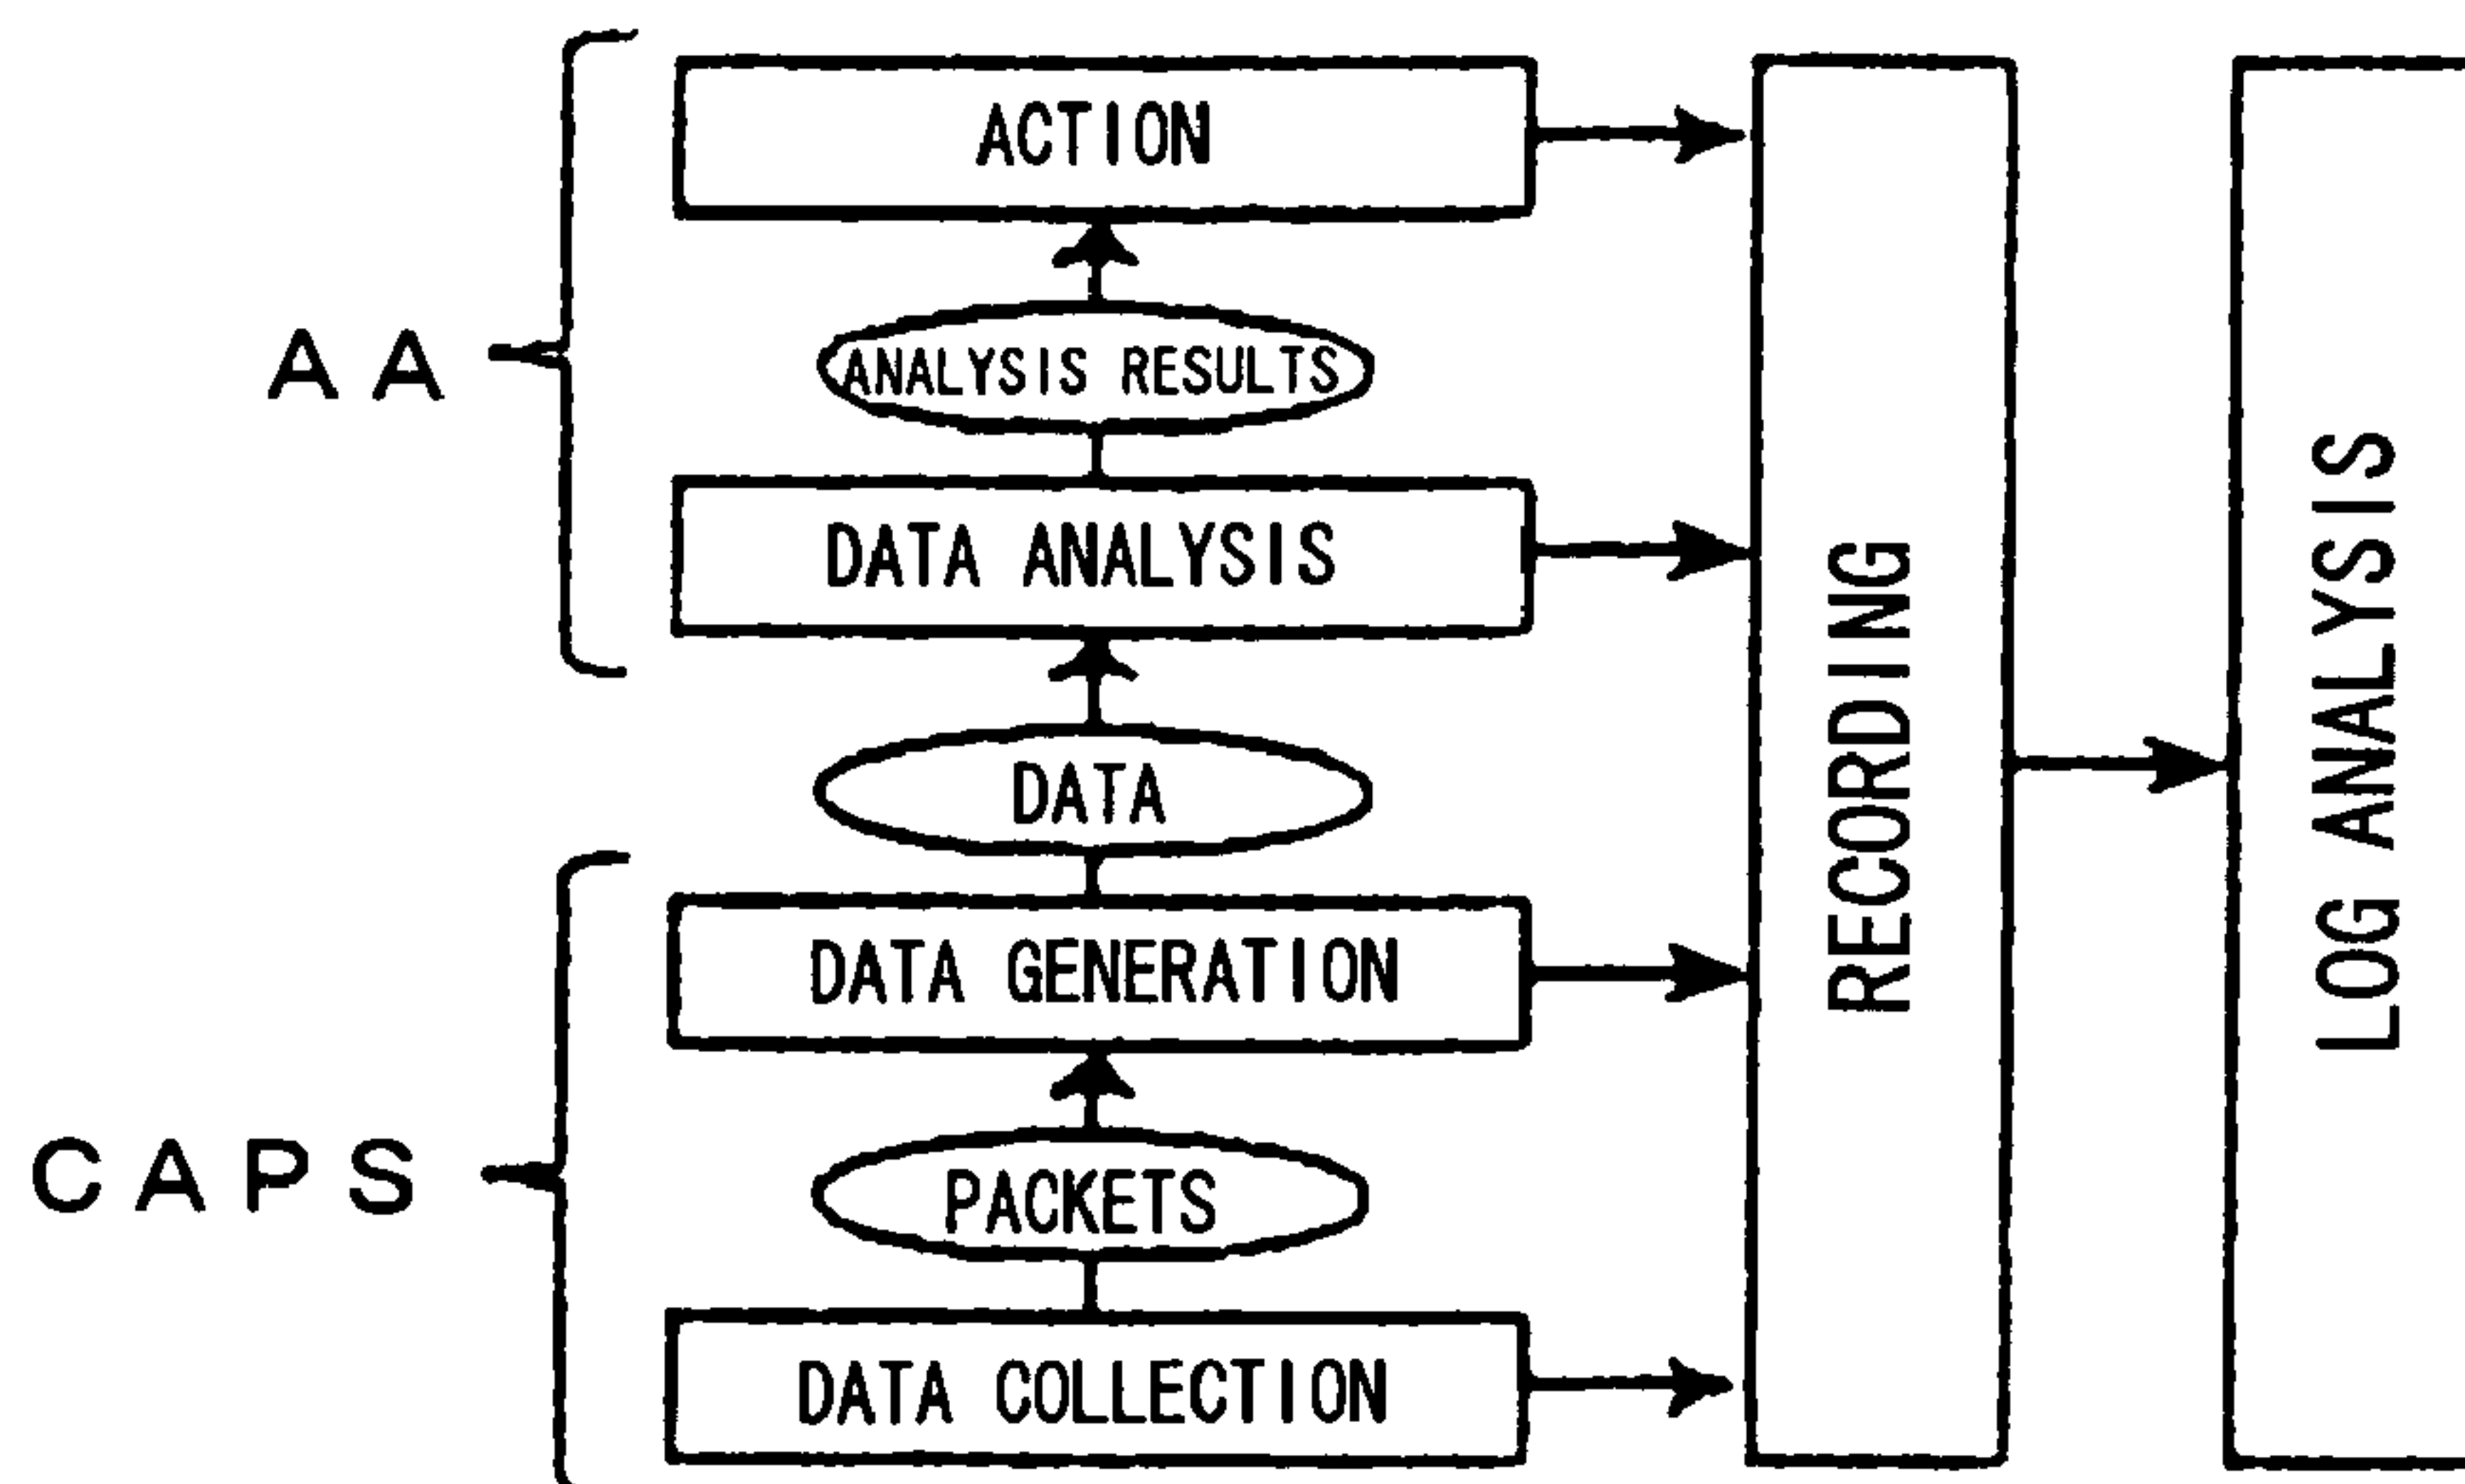 ACTION
AA
ANALYSIS RESULTS
DATA ANALYSIS
DATA
DATA GENERATION
CAPS
PACKETS
DATA COLLECTION
RECORDING
LOG ANALYSIS